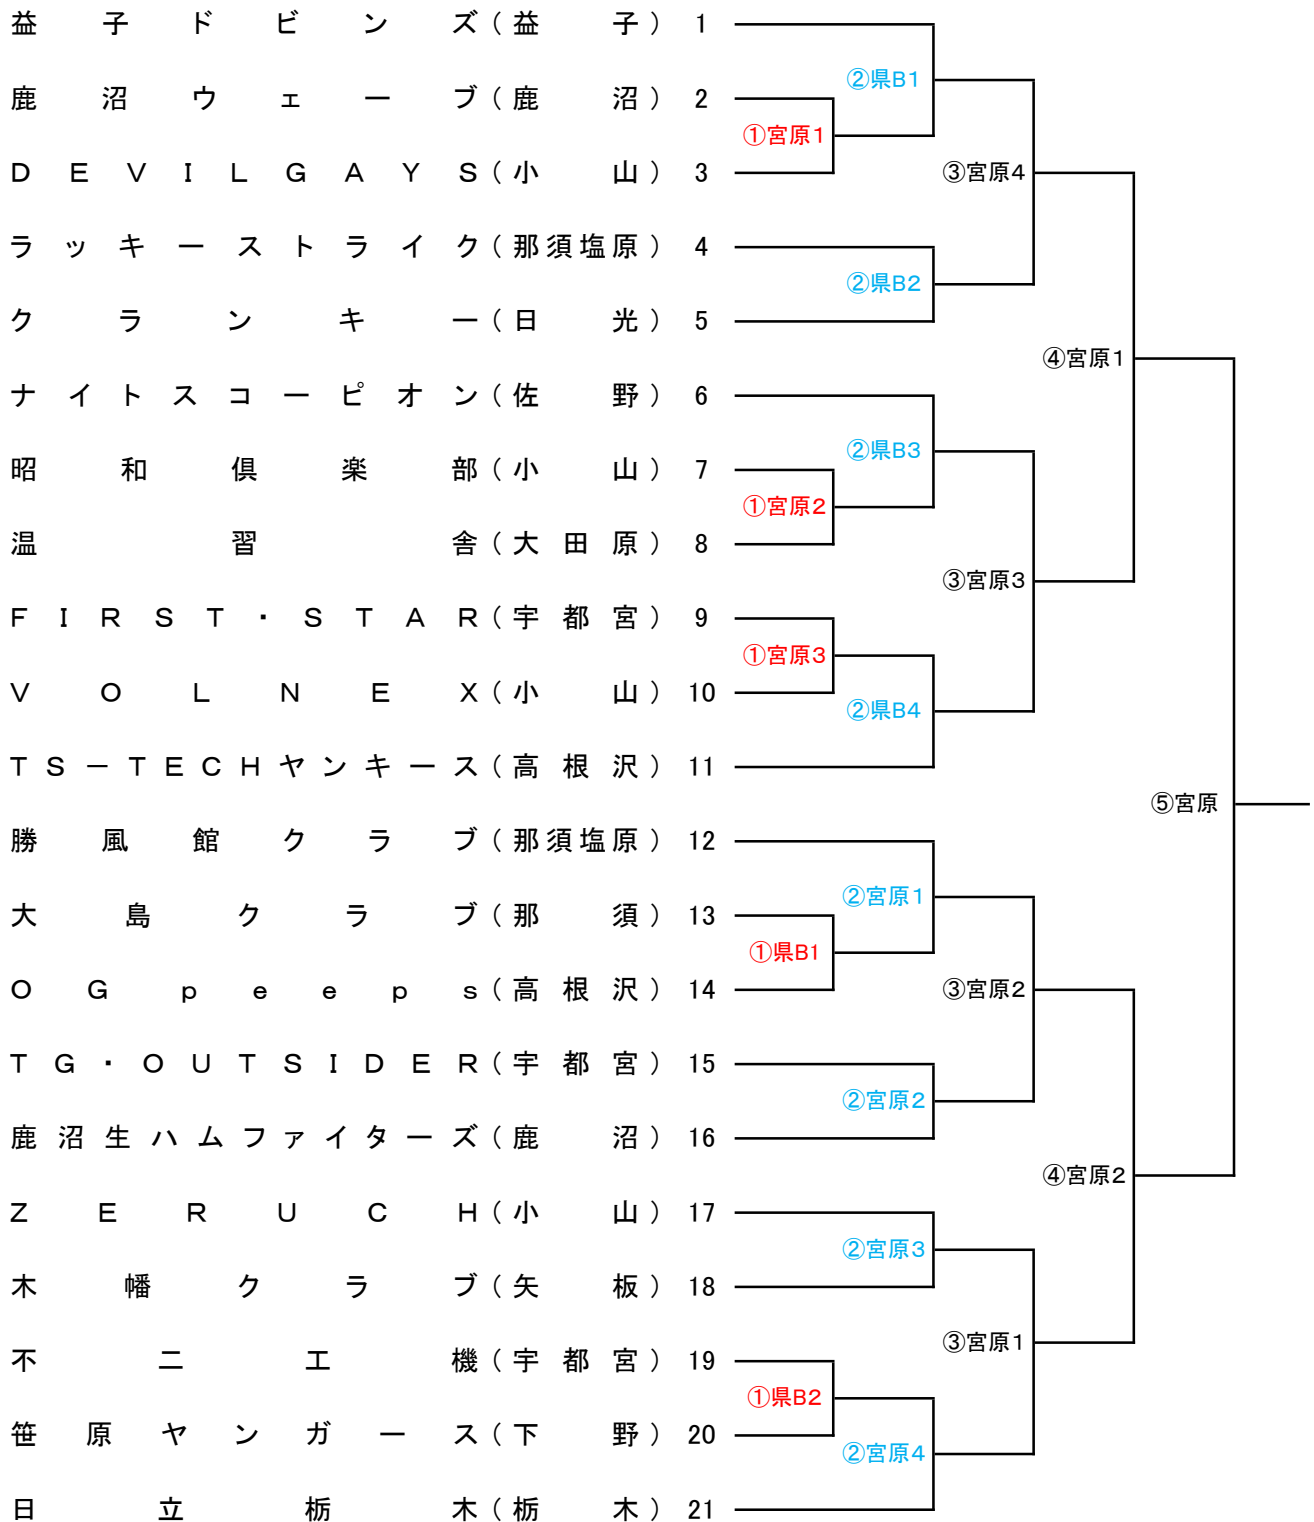 益子ドビンズ(益子) 1
②県B1
鹿沼ウェーブ(鹿沼) 2
①宮原1
DEVILGAYS(小山) 3
③宮原4
ラッキーストライク(那須塩原) 4
②県B2
クランキー(日光) 5
④宮原1
ナイトスコーピオン(佐野) 6
②県B3
昭和倶楽部(小山) 7
①宮原2
温習舎(大田原) 8
③宮原3
FIRST・STAR(宇都宮) 9
①宮原3
VOLNEX(小山) 10
②県B4
TS-TECHヤンキース(高根沢) 11
⑤宮原
勝風館クラブ(那須塩原) 12
②宮原1
大島クラブ(那須) 13
①県B1
OGpeeps(高根沢) 14
③宮原2
TG・OUTSIDER(宇都宮) 15
②宮原2
鹿沼生ハムファイターズ(鹿沼) 16
④宮原2
ZERUCH(小山) 17
②宮原3
木幡クラブ(矢板) 18
③宮原1
不二工機(宇都宮) 19
①県B2
笹原ヤンガース(下野) 20
②宮原4
日立栃木(栃木) 21